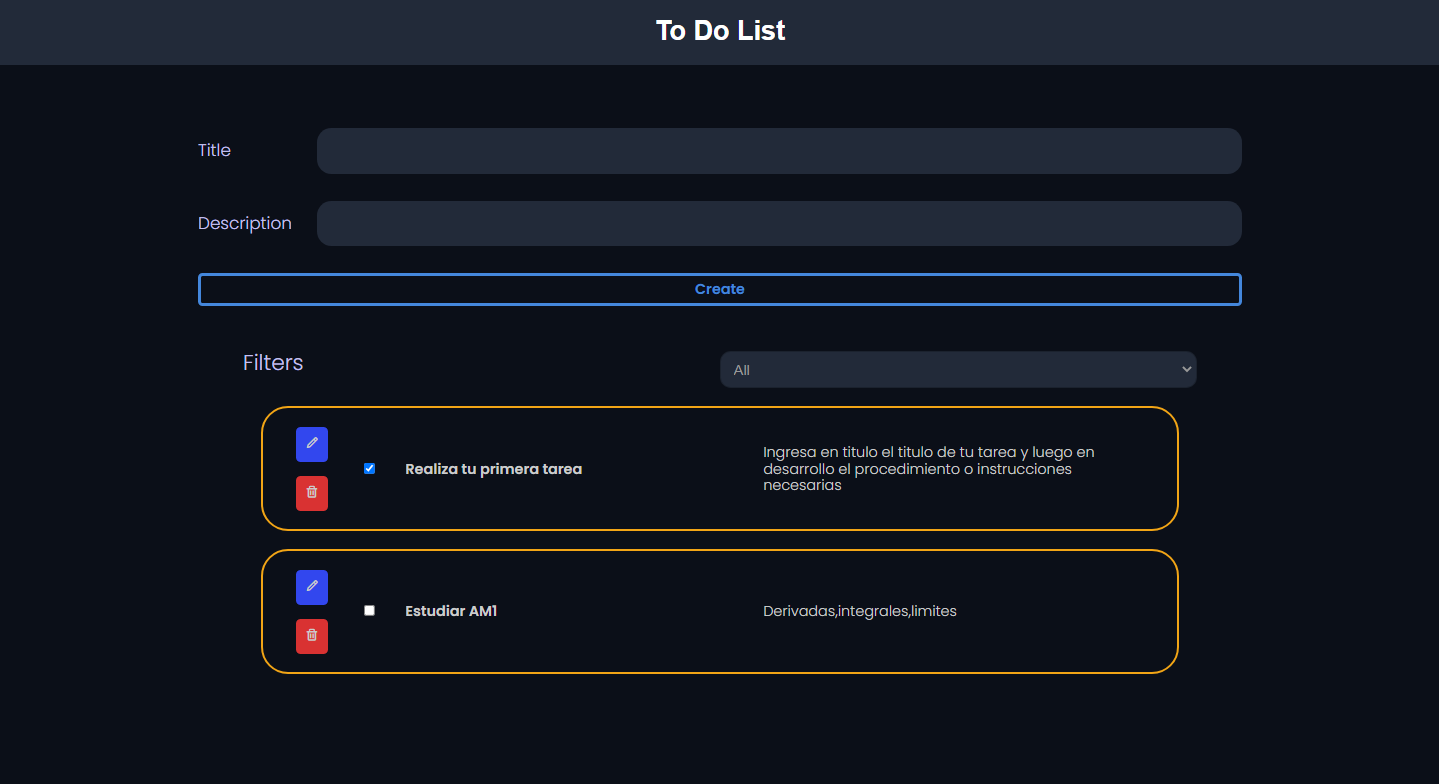 To Do List
Title
Description
Create
Filters
All
Realiza tu primera tarea
Ingresa en titulo el titulo de tu tarea y luego en
desarrollo el procedimiento o instrucciones
necesarias
Estudiar AM1
Derivadas,integrales,limites